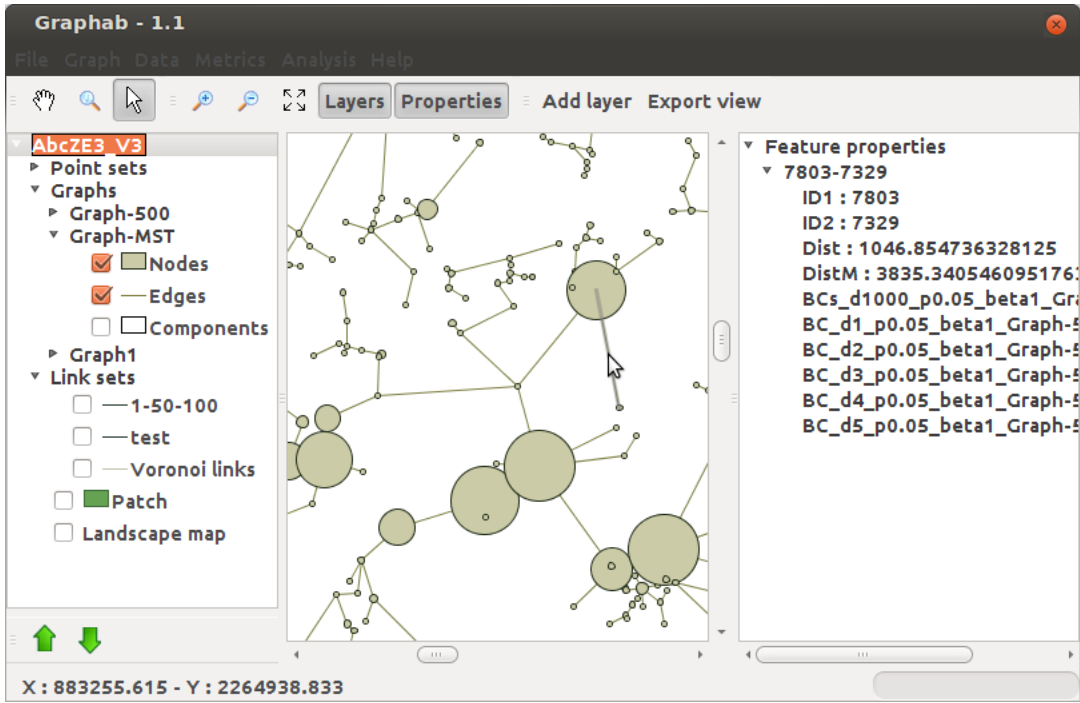 Graphab - 1.1
File Graph Data Metrics Analysis Help
Layers Properties Add layer Export view
AbcZE3_V3
Point sets
Graphs
Graph-500
Graph-MST
Nodes
Edges
Components
Graph1
Link sets
1-50-100
test
Voronoi links
Patch
Landscape map
Feature properties
7803-7329
ID1 : 7803
ID2 : 7329
Dist : 1046.854736328125
DistM : 3835.3405460951763
BCs_d1000_p0.05_beta1_Gra
BC_d1_p0.05_beta1_Graph-5
BC_d2_p0.05_beta1_Graph-5
BC_d3_p0.05_beta1_Graph-5
BC_d4_p0.05_beta1_Graph-5
BC_d5_p0.05_beta1_Graph-5
X : 883255.615 - Y : 2264938.833